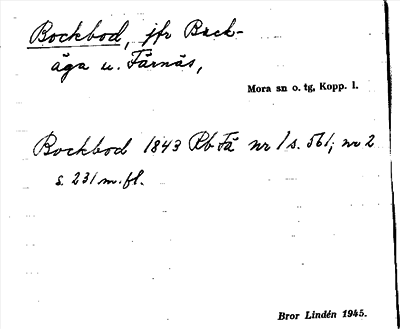 Bockbod, jfr Bock-
äga u. Färnäs,
Mora sn o. tg, Kopp. l.
Bockbod 1843 Rb Fä nr 1 s. 561; nr 2
s. 231 m. fl.
Bror Lindén 1945.